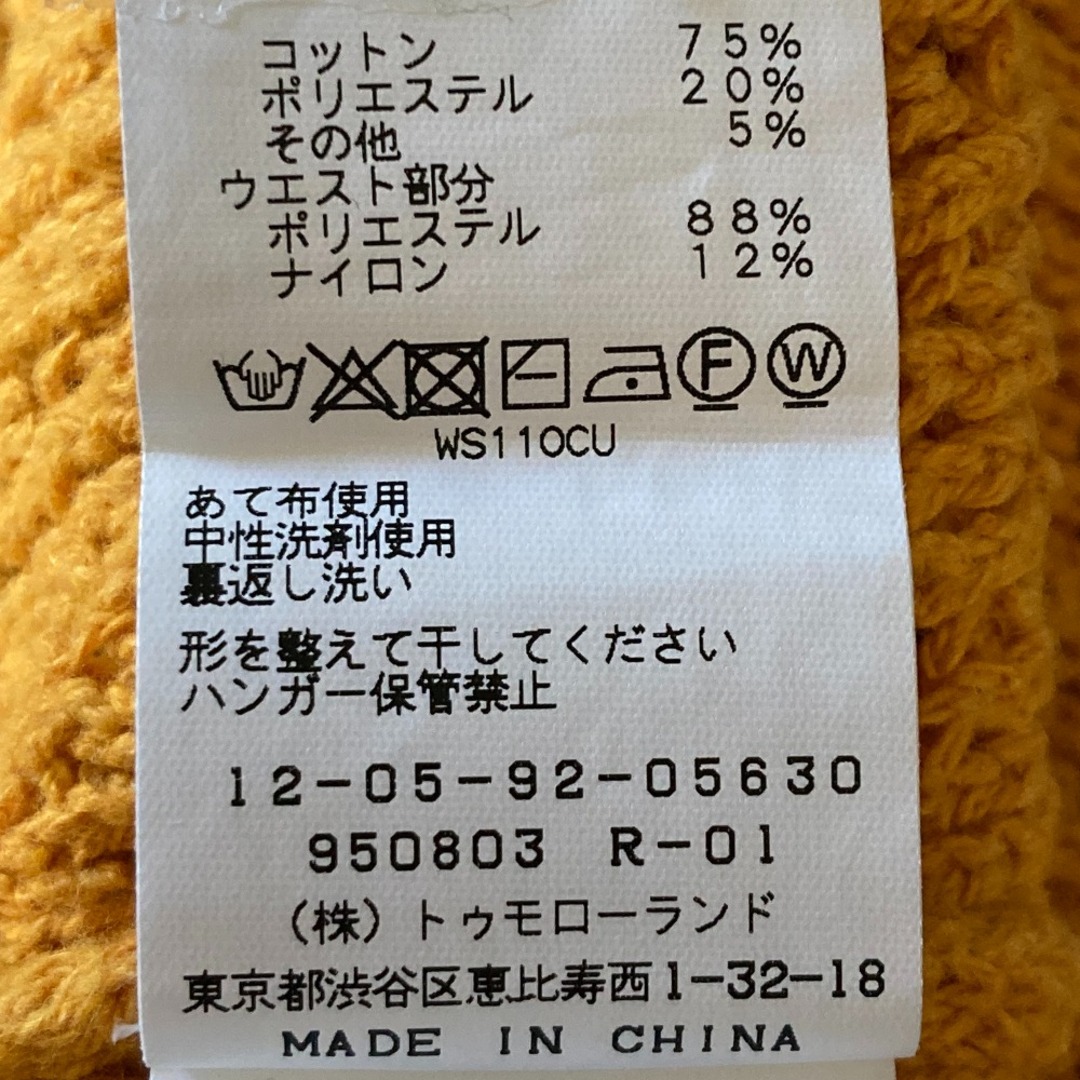 コットン 75%
ポリエステル 20%
その他 5%
ウエスト部分
ポリエステル 88%
ナイロン 12%
F W
WS110CU
あて布使用
中性洗剤使用
裏返し洗い
形を整えて干してください
ハンガー保管禁止
12-05-92-05630
950803 R-01
（株）トゥモローランド
東京都渋谷区恵比寿西1-32-18
MADE IN CHINA